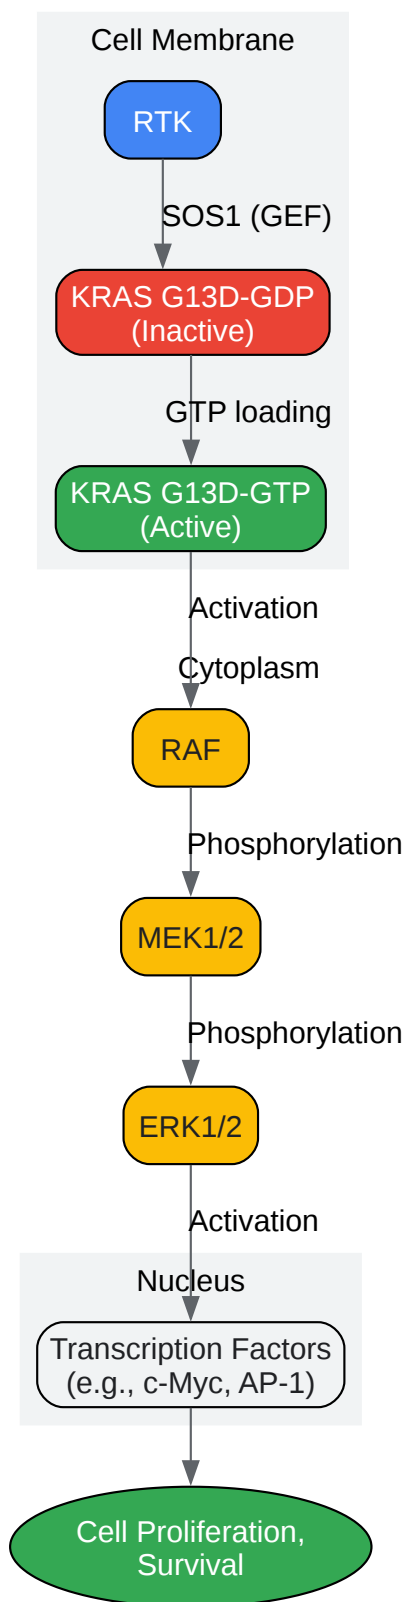 Cell Membrane
RTK
SOS1 (GEF)
KRAS G13D-GDP
(Inactive)
GTP loading
KRAS G13D-GTP
(Active)
Activation
Cytoplasm
RAF
Phosphorylation
MEK1/2
Phosphorylation
ERK1/2
Activation
Nucleus
Transcription Factors
(e.g., c-Myc, AP-1)
Cell Proliferation,
Survival